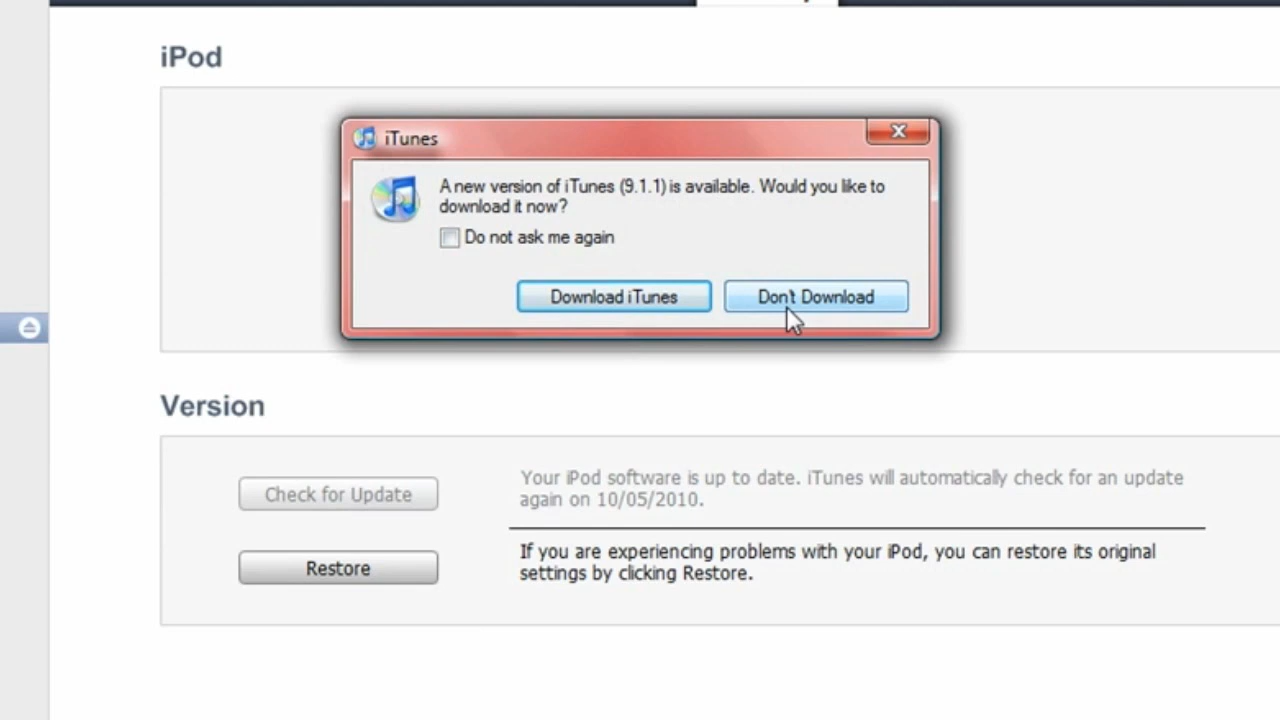 iPod
iTunes
A new version of iTunes (9.1.1) is available. Would you like to
download it now?
Do not ask me again
Download iTunes
Don't Download
Version
Check for Update
Your iPod software is up to date. iTunes will automatically check for an update
again on 10/05/2010.
Restore
If you are experiencing problems with your iPod, you can restore its original
settings by clicking Restore.